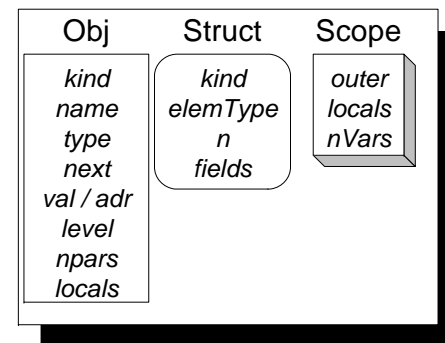 Obj
kind
name
type
next
val / adr
level
npars
locals
Struct
kind
elemType
n
fields
Scope
outer
locals
nVars